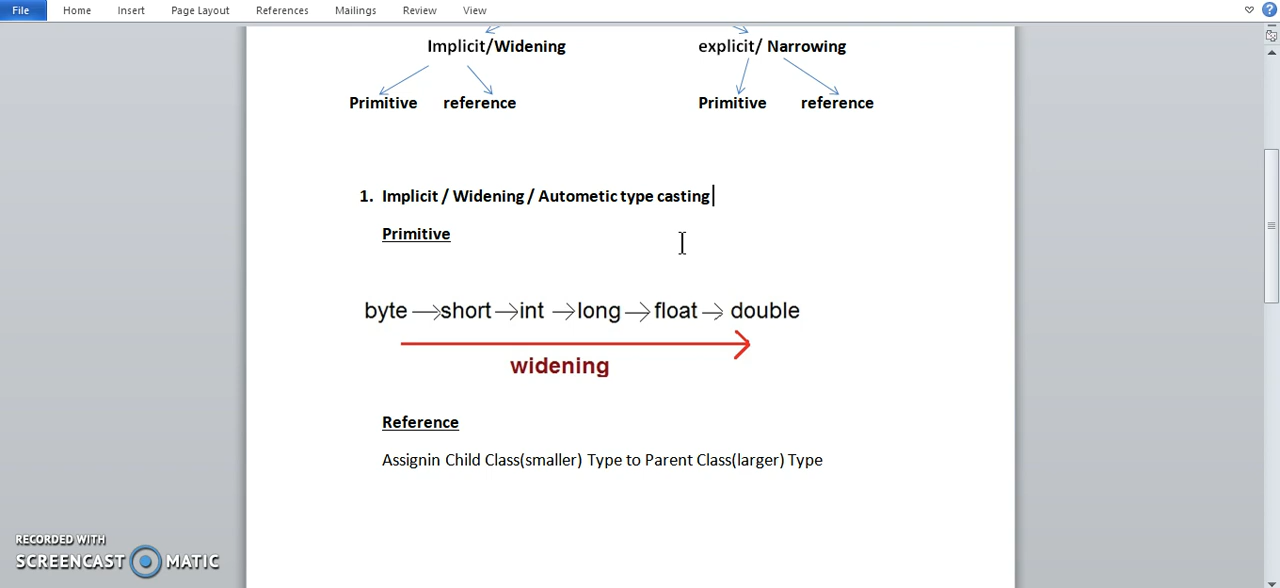 File Home Insert Page Layout References Mailings Review View
Implicit/Widening explicit/ Narrowing
Primitive reference Primitive reference
1. Implicit / Widening / Autometic type casting
Primitive
byte short int long float double
widening
Reference
Assignin Child Class(smaller) Type to Parent Class(larger) Type
RECORDED WITH
SCREENCAST MATIC